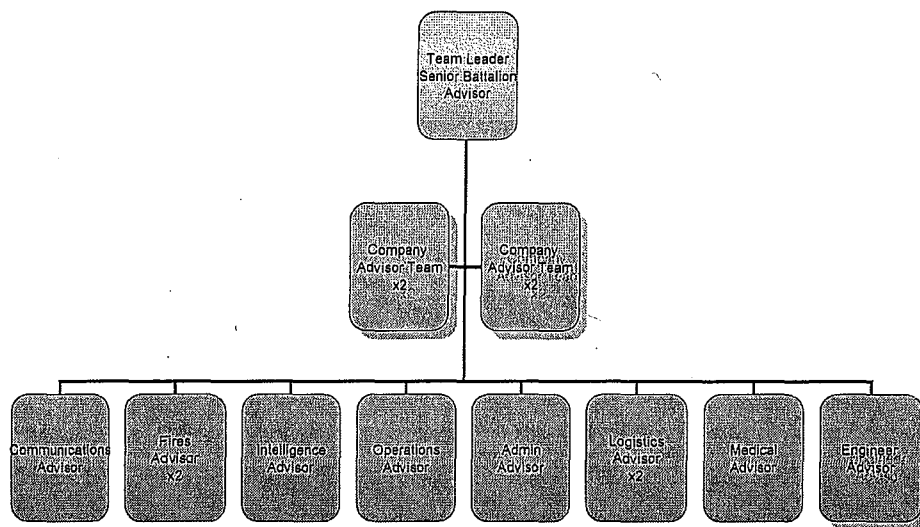 Team Leader
Senior Battalion
Advisor
Company
Advisor Team
x2
Company
Advisor Team
x2
Communications
Advisor
Fires
Advisor
x2
Intelligence
Advisor
Operations
Advisor
Admin
Advisor
Logistics
Advisor
x2
Medical
Advisor
Engineer
Advisor